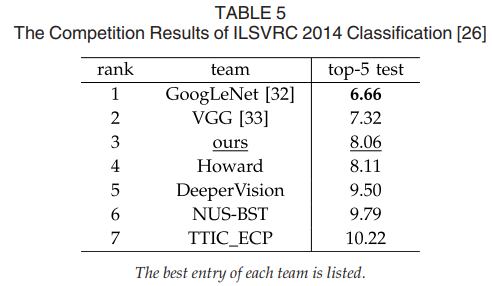 TABLE 5
The Competition Results of ILSVRC 2014 Classification [26]
rank team top-5 test
1 GoogLeNet [32] 6.66
2 VGG [33] 7.32
3 ours 8.06
4 Howard 8.11
5 DeeperVision 9.50
6 NUS-BST 9.79
7 TTIC_ECP 10.22
The best entry of each team is listed.